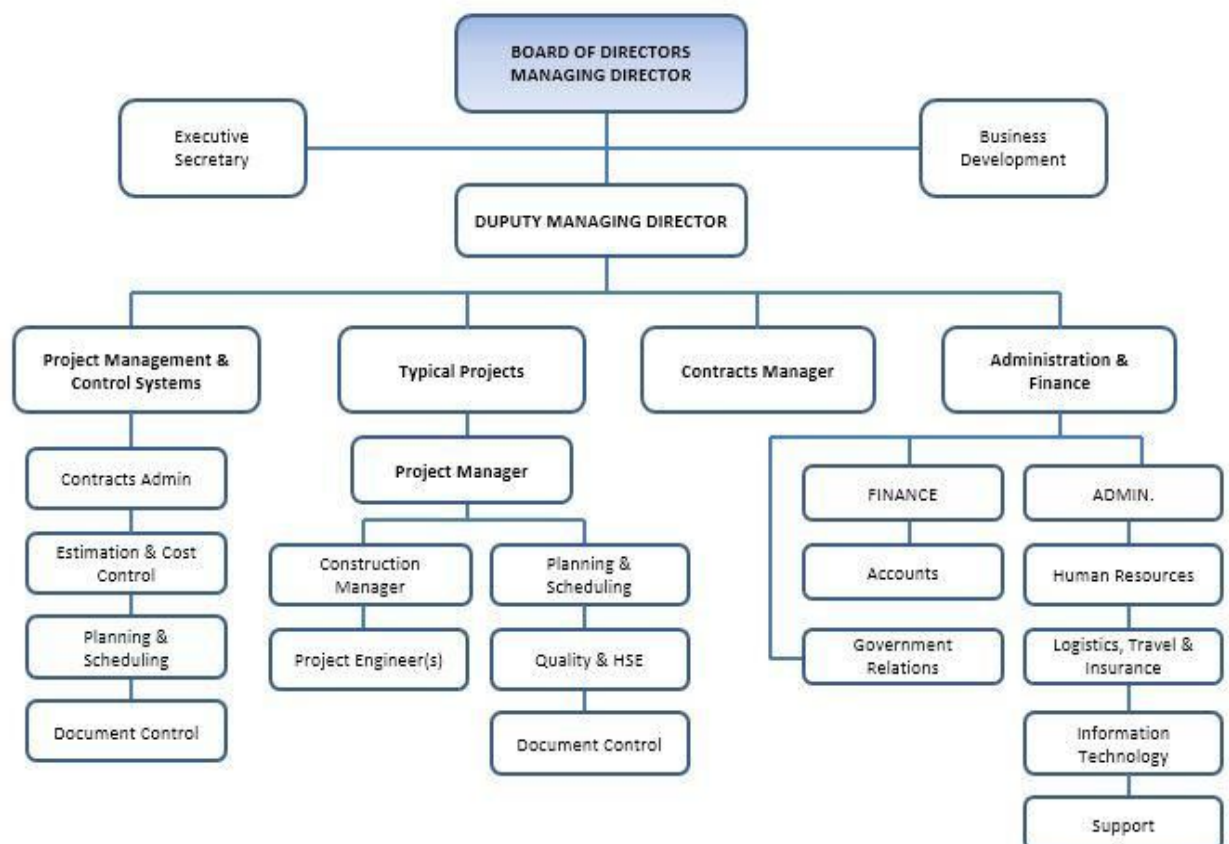 BOARD OF DIRECTORS
MANAGING DIRECTOR
Executive
Secretary
Business
Development
DUPUTY MANAGING DIRECTOR
Project Management &
Control Systems
Typical Projects
Contracts Manager
Administration &
Finance
Contracts Admin
Estimation & Cost
Control
Planning &
Scheduling
Document Control
Project Manager
Construction
Manager
Project Engineer(s)
Planning &
Scheduling
Quality & HSE
Document Control
FINANCE
Accounts
Government
Relations
ADMIN.
Human Resources
Logistics, Travel &
Insurance
Information
Technology
Support